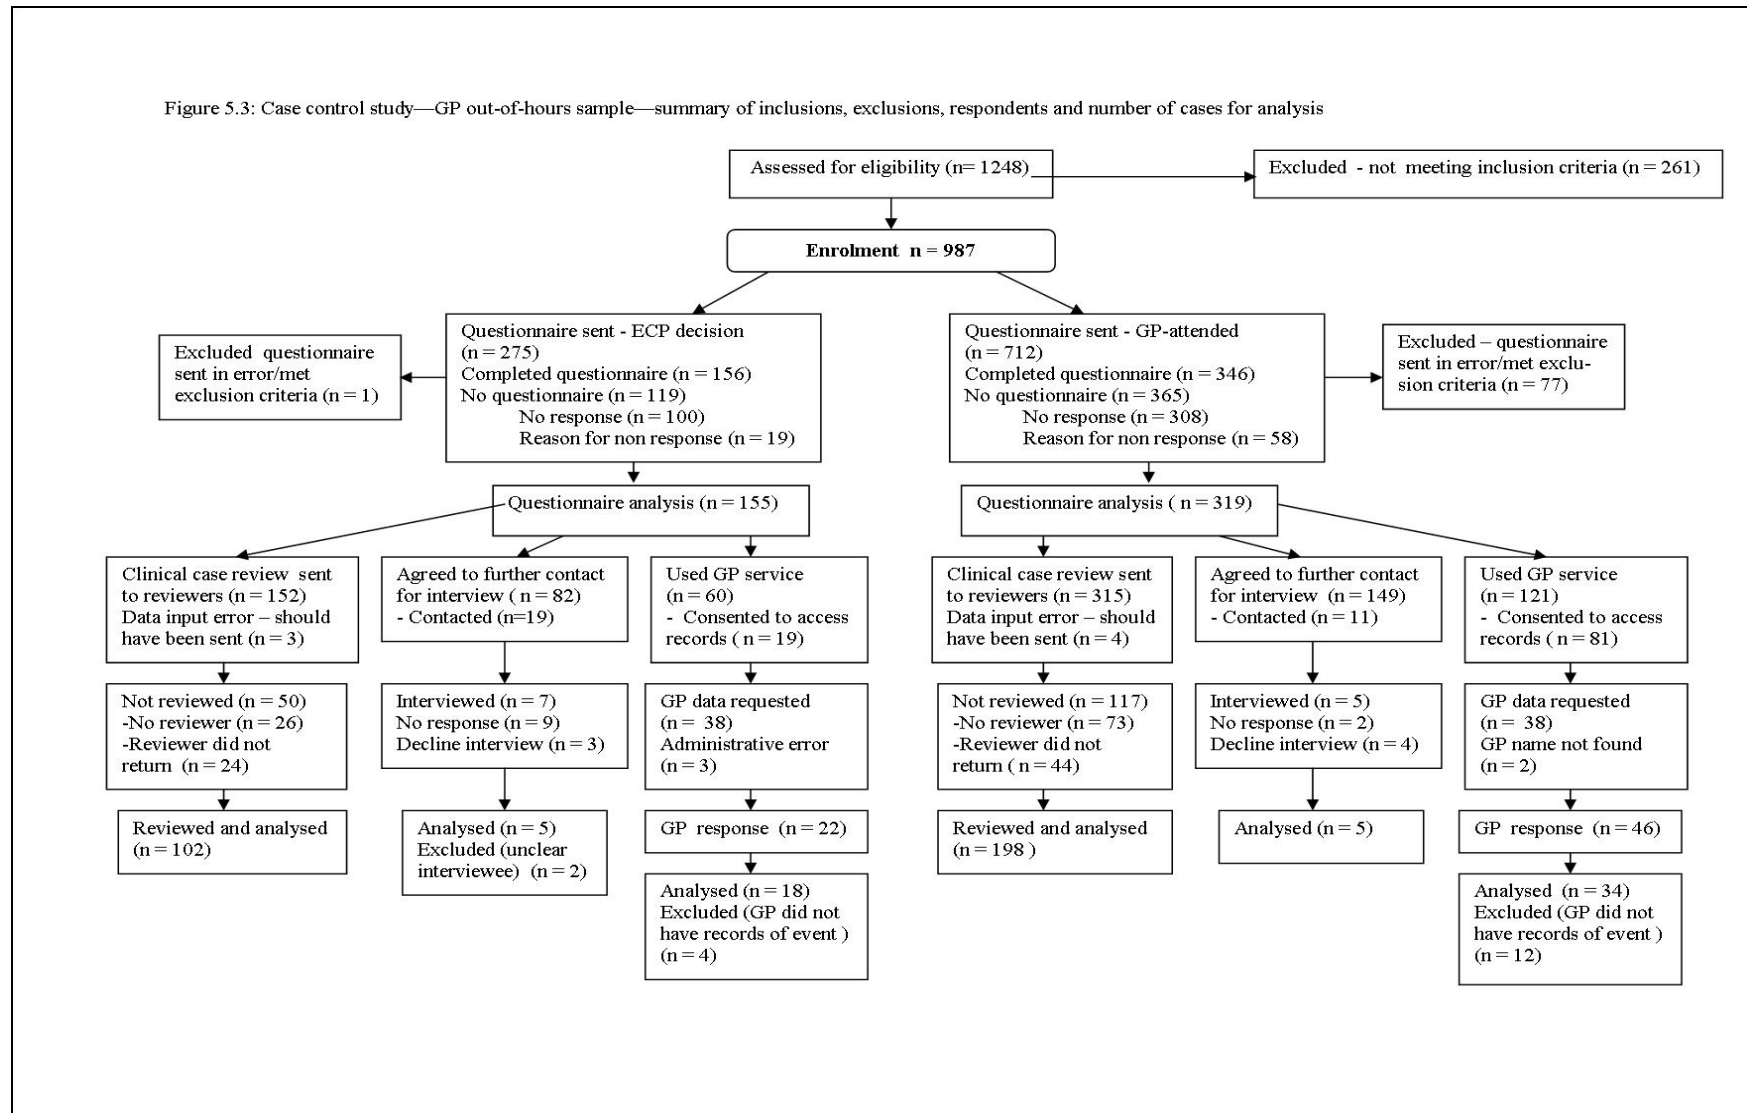 Figure 5.3: Case control study—GP out-of-hours sample—summary of inclusions, exclusions, respondents and number of cases for analysis
Assessed for eligibility (n= 1248)
Excluded - not meeting inclusion criteria (n = 261)
Enrolment n = 987
Excluded questionnaire
sent in error/met
exclusion criteria (n = 1)
Questionnaire sent - ECP decision
(n = 275)
Completed questionnaire (n = 156)
No questionnaire (n = 119)
No response (n = 100)
Reason for non response (n = 19)
Questionnaire sent - GP-attended
(n = 712)
Completed questionnaire (n = 346)
No questionnaire (n = 365)
No response (n = 308)
Reason for non response (n = 58)
Excluded – questionnaire
sent in error/met exclu-
sion criteria (n = 77)
Questionnaire analysis (n = 155)
Questionnaire analysis ( n = 319)
Clinical case review sent
to reviewers (n = 152)
Data input error – should
have been sent (n = 3)
Agreed to further contact
for interview ( n = 82)
- Contacted (n=19)
Used GP service
(n = 60)
- Consented to access
records ( n = 19)
Clinical case review sent
to reviewers (n = 315)
Data input error – should
have been sent (n = 4)
Agreed to further contact
for interview (n = 149)
- Contacted (n = 11)
Used GP service
(n = 121)
- Consented to access
records ( n = 81)
Not reviewed (n = 50)
-No reviewer (n = 26)
-Reviewer did not
return (n = 24)
Interviewed (n = 7)
No response (n = 9)
Decline interview (n = 3)
GP data requested
(n = 38)
Administrative error
(n = 3)
Not reviewed (n = 117)
-No reviewer (n = 73)
-Reviewer did not
return ( n = 44)
Interviewed (n = 5)
No response (n = 2)
Decline interview (n = 4)
GP data requested
(n = 38)
GP name not found
(n = 2)
Reviewed and analysed
(n = 102)
Analysed (n = 5)
Excluded (unclear
interviewee) (n = 2)
GP response (n = 22)
Reviewed and analysed
(n = 198 )
Analysed (n = 5)
GP response (n = 46)
Analysed (n = 18)
Excluded (GP did not
have records of event )
(n = 4)
Analysed (n = 34)
Excluded (GP did not
have records of event )
(n = 12)